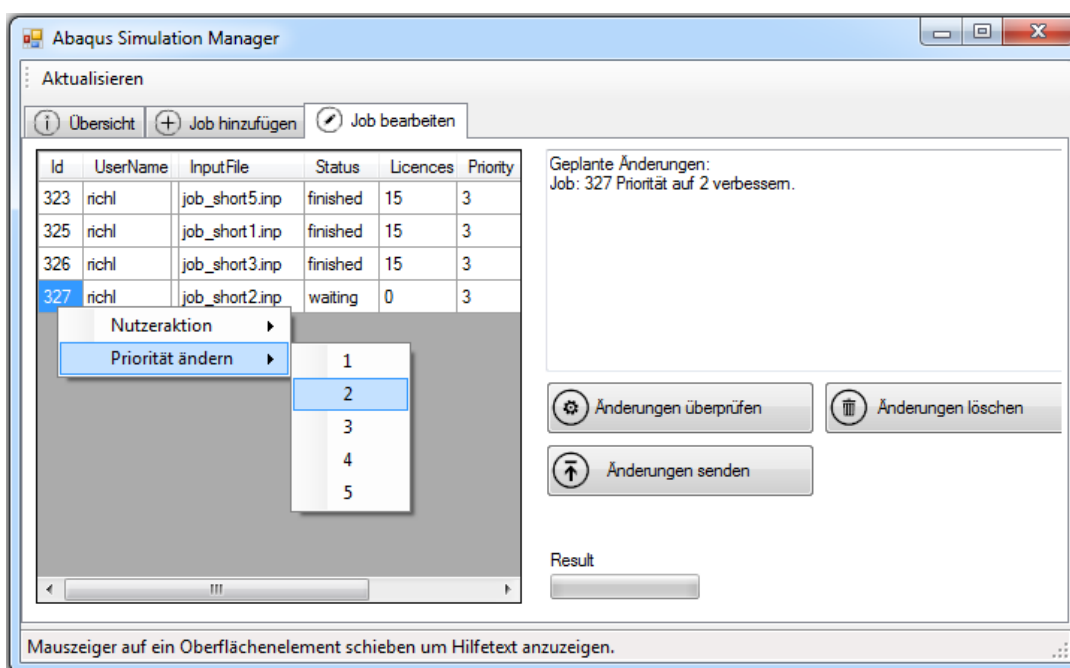 Abaqus Simulation Manager
Aktualisieren
Übersicht Job hinzufügen Job bearbeiten
Id UserName InputFile Status Licences Priority
323 richl job_short5.inp finished 15 3
325 richl job_short1.inp finished 15 3
326 richl job_short3.inp finished 15 3
327 richl job_short2.inp waiting 0 3
Nutzeraktion
Priorität ändern
1
2
3
4
5
Geplante Änderungen:
Job: 327 Priorität auf 2 verbessern.
Änderungen überprüfen Änderungen löschen
Änderungen senden
Result
Mauszeiger auf ein Oberflächenelement schieben um Hilfetext anzuzeigen.